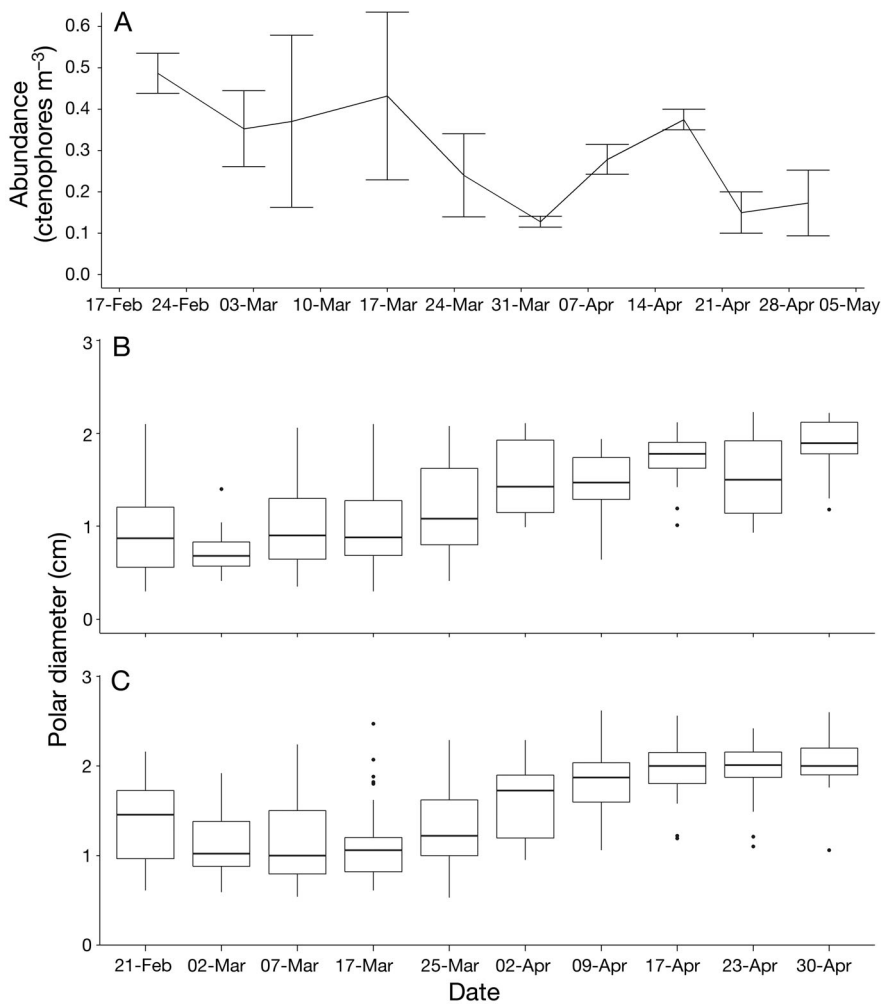 A
Abundance
(ctenophores m⁻³)
0.6
0.5
0.4
0.3
0.2
0.1
0.0
17-Feb 24-Feb 03-Mar 10-Mar 17-Mar 24-Mar 31-Mar 07-Apr 14-Apr 21-Apr 28-Apr 05-May
B
3
2
1
0
Polar diameter (cm)
C
3
2
1
0
21-Feb 02-Mar 07-Mar 17-Mar 25-Mar 02-Apr 09-Apr 17-Apr 23-Apr 30-Apr
Date